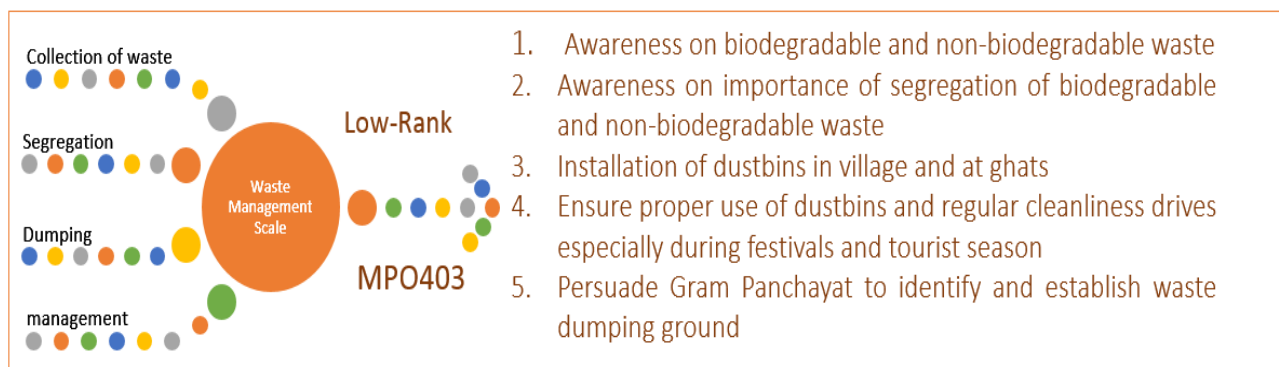 Collection of waste
Segregation
Dumping
management
Waste
Management
Scale
Low-Rank
MPO403
1. Awareness on biodegradable and non-biodegradable waste
2. Awareness on importance of segregation of biodegradable
and non-biodegradable waste
3. Installation of dustbins in village and at ghats
4. Ensure proper use of dustbins and regular cleanliness drives
especially during festivals and tourist season
5. Persuade Gram Panchayat to identify and establish waste
dumping ground